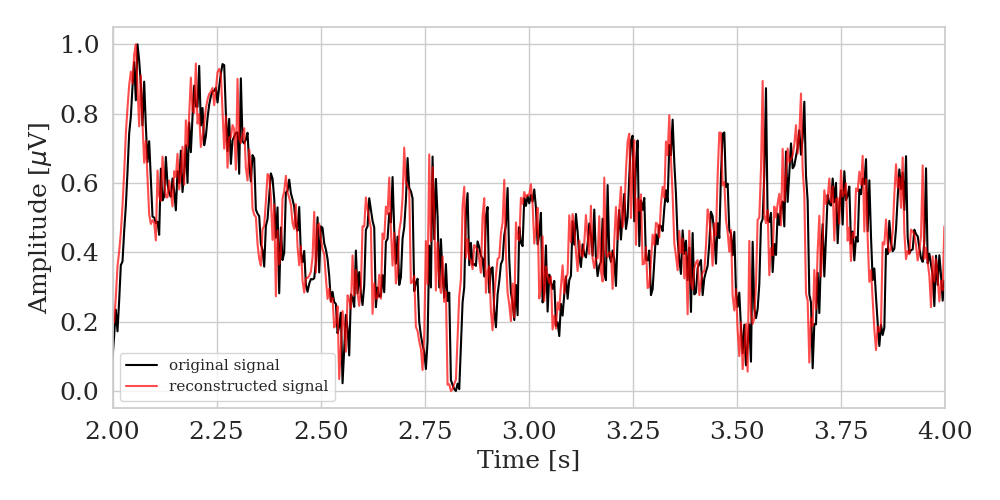 Amplitude [μV]
1.0
0.8
0.6
0.4
0.2
0.0
original signal
reconstructed signal
2.00 2.25 2.50 2.75 3.00 3.25 3.50 3.75 4.00
Time [s]